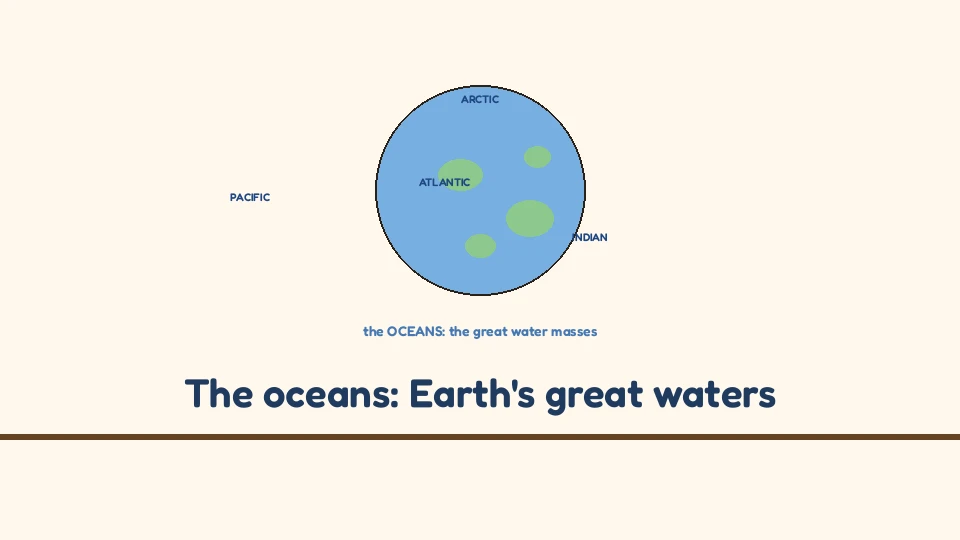 ARCTIC
ATLANTIC
PACIFIC
INDIAN
the OCEANS: the great water masses
The oceans: Earth's great waters